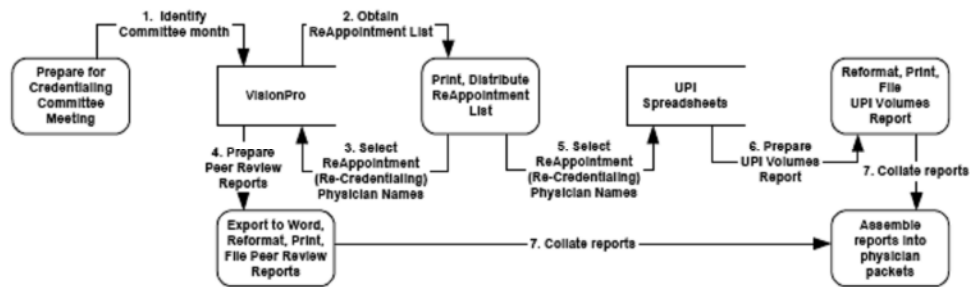 1. Identify
Committee month
2. Obtain
ReAppointment List
Prepare for
Credentialing
Committee
Meeting
VisionPro
Print, Distribute
ReAppointment
List
UPI
Spreadsheets
Reformat, Print,
File
UPI Volumes
Report
4. Prepare
Peer Review
Reports
3. Select
ReAppointment
(Re-Credentialing)
Physician Names
5. Select
ReAppointment
(Re-Credentialing)
Physician Names
6. Prepare
UPI Volumes
Report
7. Collate reports
Export to Word,
Reformat, Print,
File Peer Review
Reports
7. Collate reports
Assemble
reports into
physician
packets